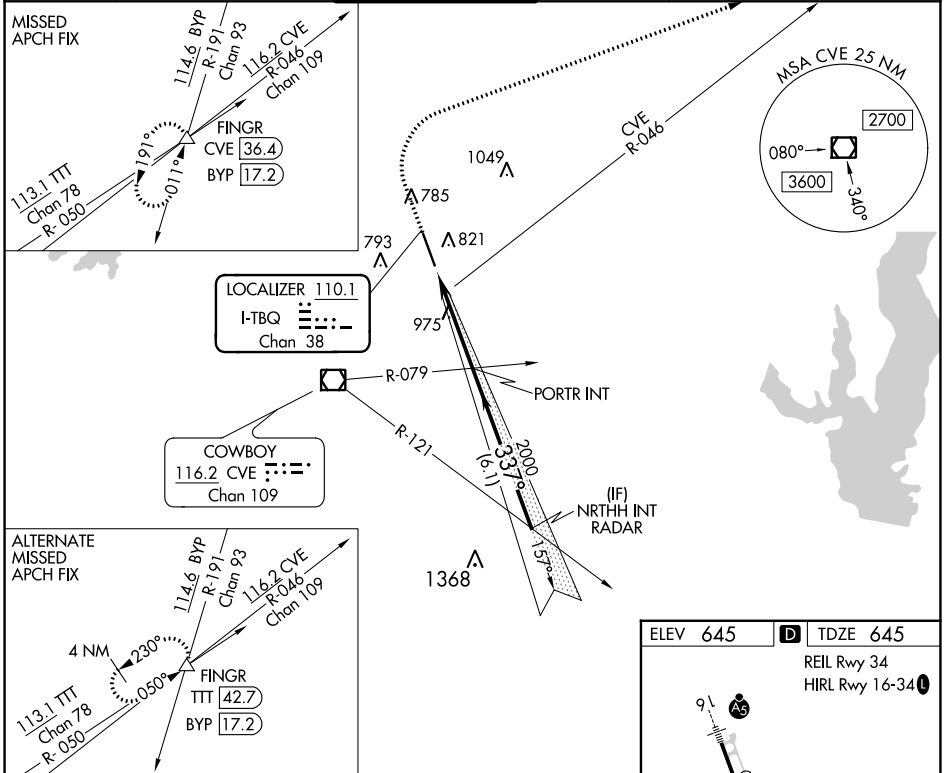 MISSED
APCH FIX
114.6 BYP
R-191
Chan 93
116.2 CVE
R-046
Chan 109
FINGR
CVE 36.4
BYP 17.2
191°
011°
113.1 TTT
Chan 78
R- 050
CVE
R-046
MSA CVE 25 NM
2700
080°
3600
340°
1049
785
821
793
975
LOCALIZER 110.1
I-TBQ
Chan 38
R-079
PORTR INT
R-121
COWBOY
116.2 CVE
Chan 109
2000
337°
(6.1)
(IF)
NRTHH INT
RADAR
157°
1368
ALTERNATE
MISSED
APCH FIX
114.6 BYP
R-191
Chan 93
116.2 CVE
R-046
Chan 109
4 NM
230°
050°
FINGR
TTT 42.7
BYP 17.2
113.1 TTT
Chan 78
R- 050
ELEV 645 D TDZE 645
REIL Rwy 34
HIRL Rwy 16-34 L
16
A5